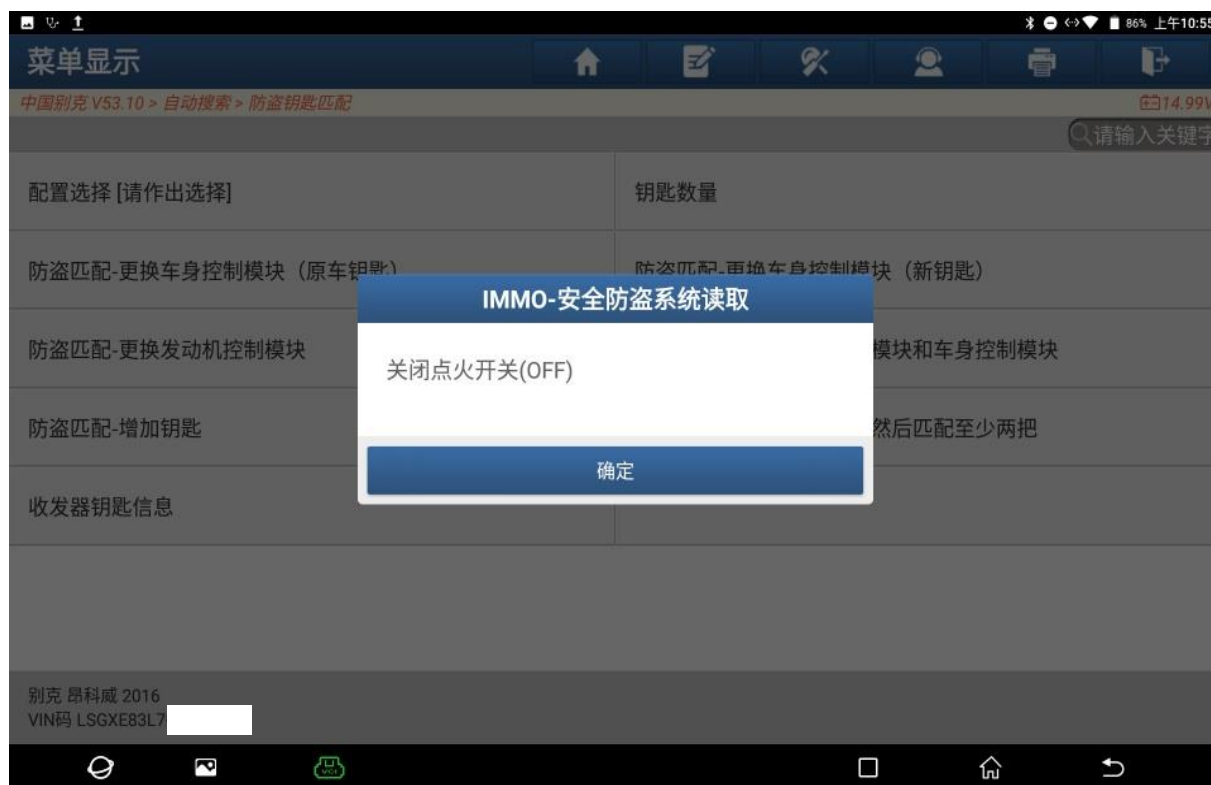 86% 上午10:55
菜单显示
中国别克 V53.10 > 自动搜索 > 防盗钥匙匹配
14.99V
请输入关键字
配置选择 [请作出选择]
钥匙数量
防盗匹配-更换车身控制模块（原车钥匙）
防盗匹配-更换车身控制模块（新钥匙）
IMMO-安全防盗系统读取
防盗匹配-更换发动机控制模块
模块和车身控制模块
关闭点火开关(OFF)
防盗匹配-增加钥匙
然后匹配至少两把
确定
收发器钥匙信息
别克 昂科威 2016
VIN码 LSGXE83L7
VCI